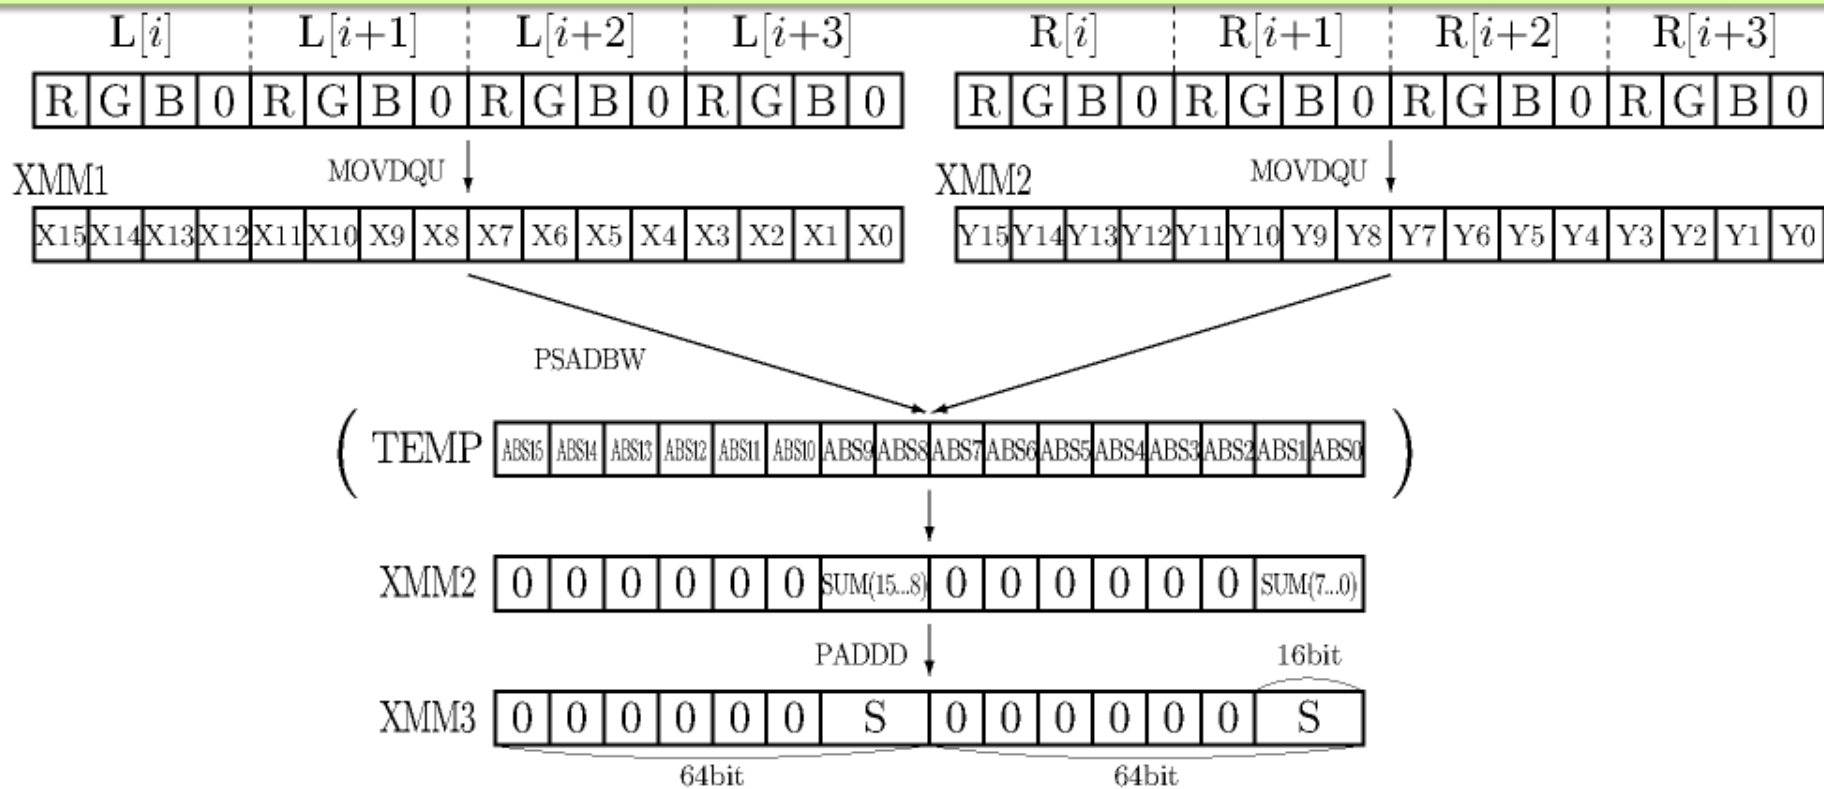 L[i] L[i+1] L[i+2] L[i+3] R[i] R[i+1] R[i+2] R[i+3]
R G B 0 R G B 0 R G B 0 R G B 0 R G B 0 R G B 0 R G B 0 R G B 0
XMM1 MOVDQU XMM2 MOVDQU
X15 X14 X13 X12 X11 X10 X9 X8 X7 X6 X5 X4 X3 X2 X1 X0 Y15 Y14 Y13 Y12 Y11 Y10 Y9 Y8 Y7 Y6 Y5 Y4 Y3 Y2 Y1 Y0
PSADBW
( TEMP ABS15 ABS14 ABS13 ABS12 ABS11 ABS10 ABS9 ABS8 ABS7 ABS6 ABS5 ABS4 ABS3 ABS2 ABS1 ABS0 )
XMM2 0 0 0 0 0 0 SUM(15...8) 0 0 0 0 0 0 SUM(7...0)
PADDD 16bit
XMM3 0 0 0 0 0 0 S 0 0 0 0 0 0 S
64bit 64bit